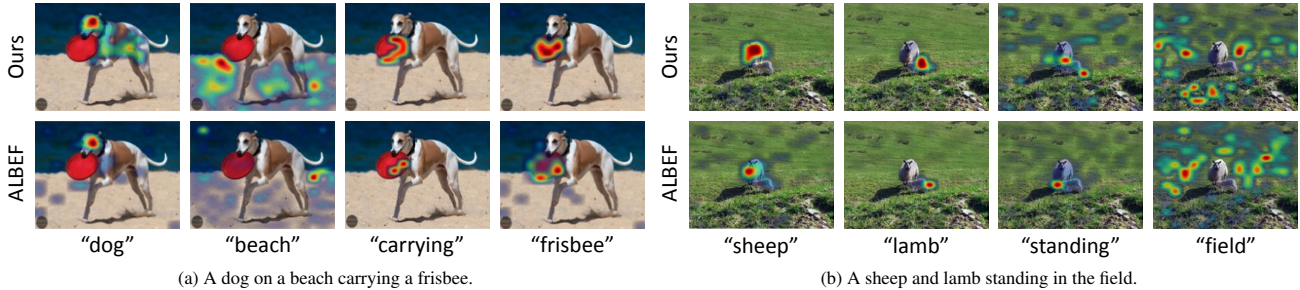 Ours
ALBEF
“dog” “beach” “carrying” “frisbee”
(a) A dog on a beach carrying a frisbee.
Ours
ALBEF
“sheep” “lamb” “standing” “field”
(b) A sheep and lamb standing in the field.